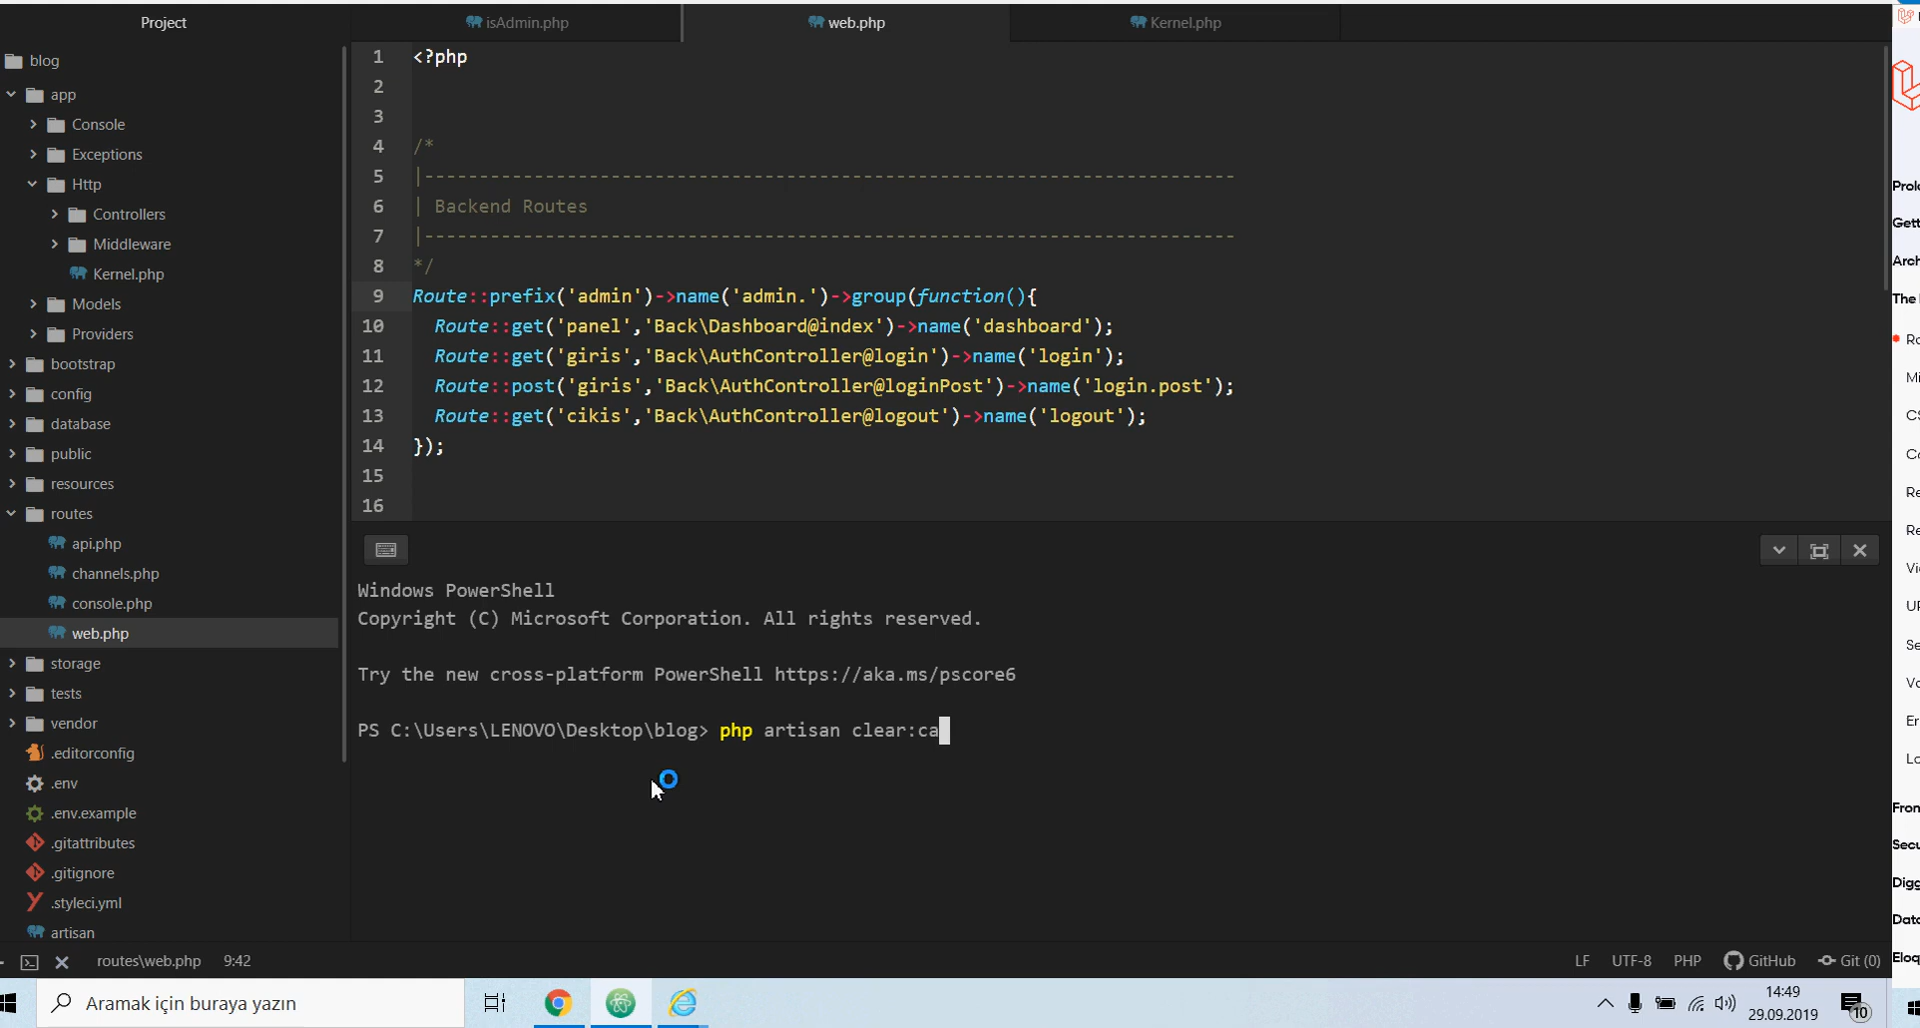 Project
isAdmin.php
web.php
Kernel.php
blog
app
Console
Exceptions
Http
Controllers
Middleware
Kernel.php
Models
Providers
bootstrap
config
database
public
resources
routes
api.php
channels.php
console.php
web.php
storage
tests
vendor
.editorconfig
.env
.env.example
.gitattributes
.gitignore
.styleci.yml
artisan
1 <?php
2
3
4 /*
5 |--------------------------------------------------------------------------
6 | Backend Routes
7 |--------------------------------------------------------------------------
8 */
9 Route::prefix('admin')->name('admin.')->group(function(){
10 Route::get('panel','Back\Dashboard@index')->name('dashboard');
11 Route::get('giris','Back\AuthController@login')->name('login');
12 Route::post('giris','Back\AuthController@loginPost')->name('login.post');
13 Route::get('cikis','Back\AuthController@logout')->name('logout');
14 });
15
16
Windows PowerShell
Copyright (C) Microsoft Corporation. All rights reserved.
Try the new cross-platform PowerShell https://aka.ms/pscore6
PS C:\Users\LENOVO\Desktop\blog> php artisan clear:ca
routes\web.php 9:42
LF UTF-8 PHP GitHub Git (0)
Aramak için buraya yazın
14:49
29.09.2019
10